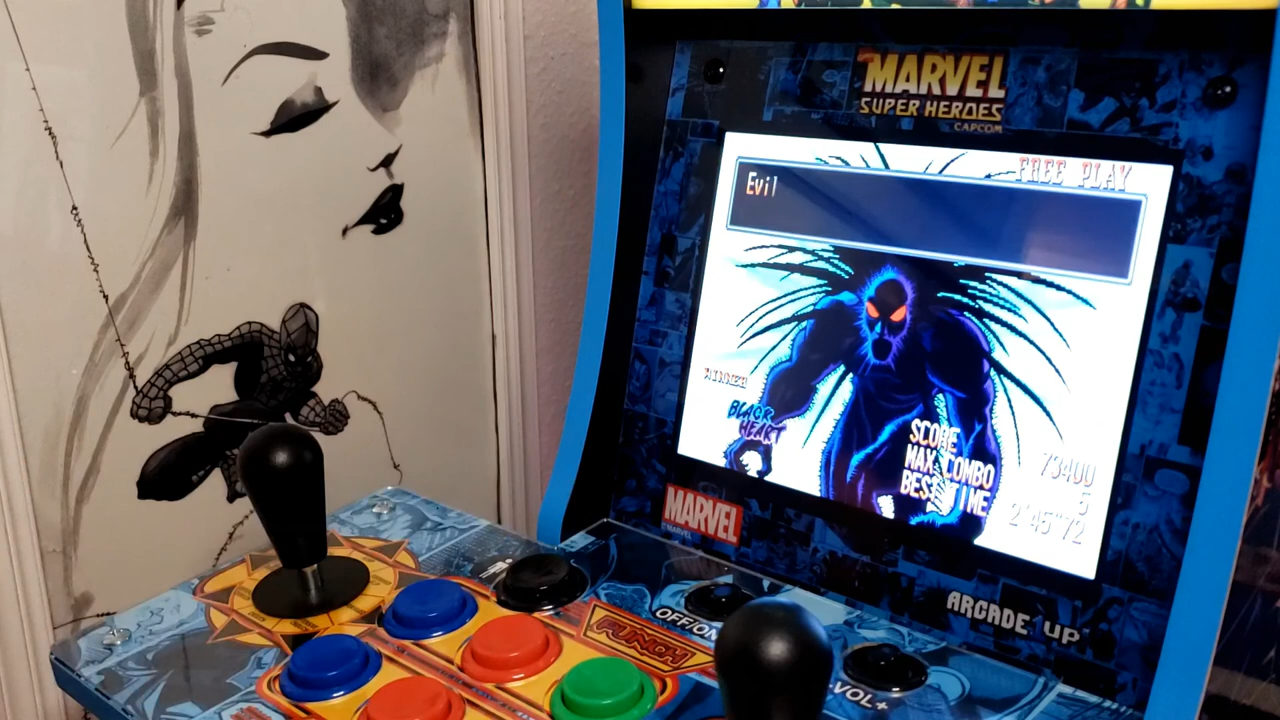 MARVEL
SUPER HEROES
CAPCOM
FREE PLAY
Evil
WINNER
BLACK
HEART
SCORE 73400
MAX COMBO 5
BEST TIME 2'45"72
MARVEL
©MARVEL
ARCADE UP
OFF/ON
PUNCH
VOL+